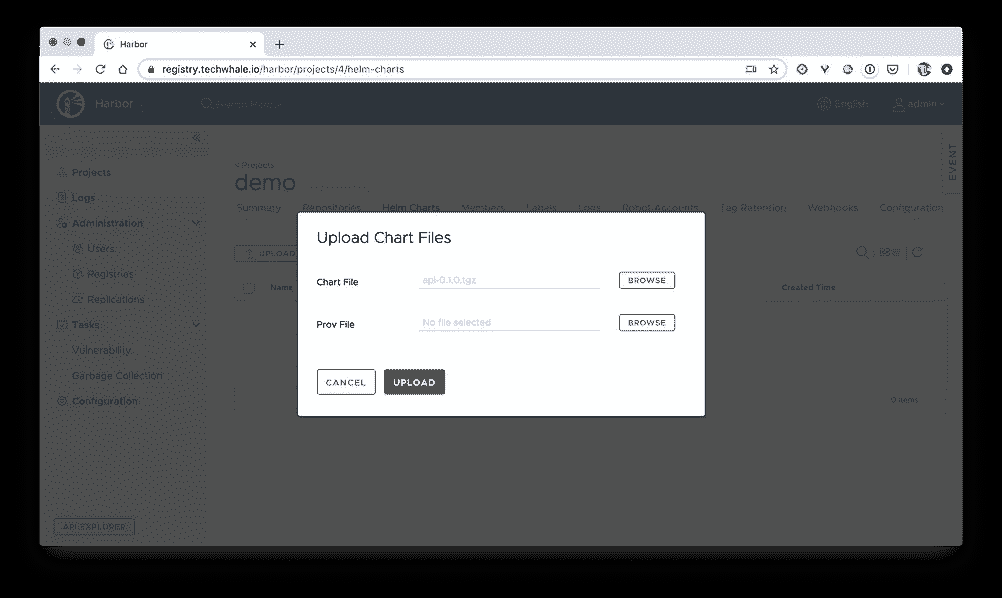 Harbor
registry.techwhale.io/harbor/projects/4/helm-charts
Harbor
English
admin
EVENT
Projects
Logs
Administration
Users
Registries
Replications
Tasks
Vulnerability
Garbage Collection
Configuration
API EXPLORER
< Projects
demo
Summary Repositories Helm Charts Members Labels Logs Robot Accounts Tag Retention Webhooks Configuration
UPLOAD
Name Created Time
0 items
Upload Chart Files
Chart File api-0.1.0.tgz BROWSE
Prov File No file selected BROWSE
CANCEL UPLOAD